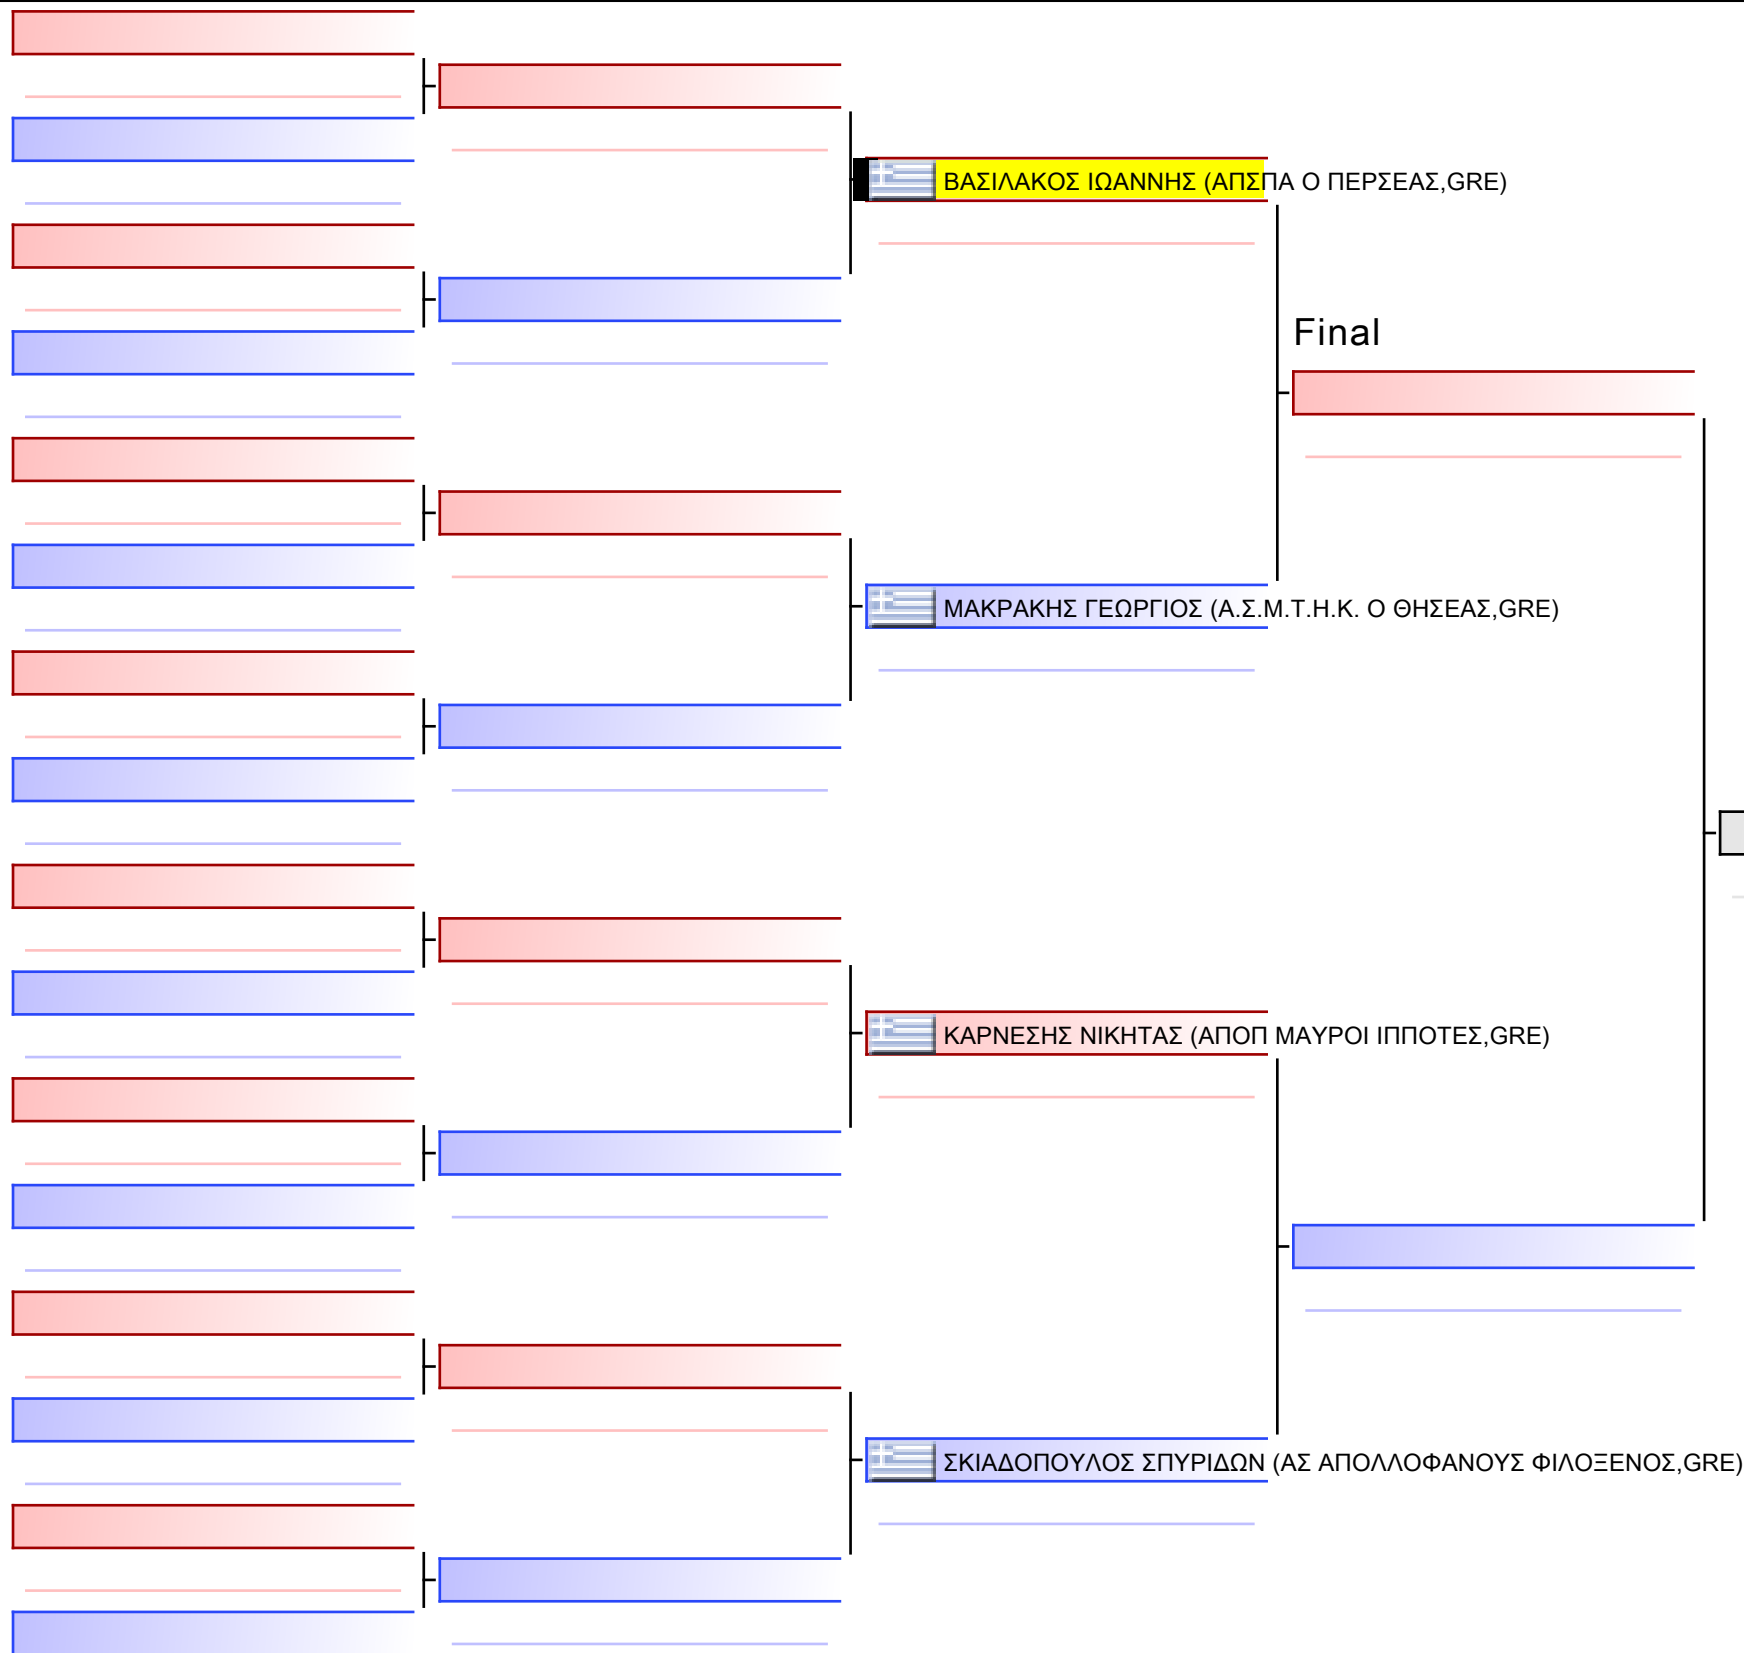 ΒΑΣΙΛΑΚΟΣ ΙΩΑΝΝΗΣ (ΑΠΣΠΑ Ο ΠΕΡΣΕΑΣ,GRE)
Final
ΜΑΚΡΑΚΗΣ ΓΕΩΡΓΙΟΣ (Α.Σ.Μ.Τ.Η.Κ. Ο ΘΗΣΕΑΣ,GRE)
ΚΑΡΝΕΣΗΣ ΝΙΚΗΤΑΣ (ΑΠΟΠ ΜΑΥΡΟΙ ΙΠΠΟΤΕΣ,GRE)
ΣΚΙΑΔΟΠΟΥΛΟΣ ΣΠΥΡΙΔΩΝ (ΑΣ ΑΠΟΛΛΟΦΑΝΟΥΣ ΦΙΛΟΞΕΝΟΣ,GRE)